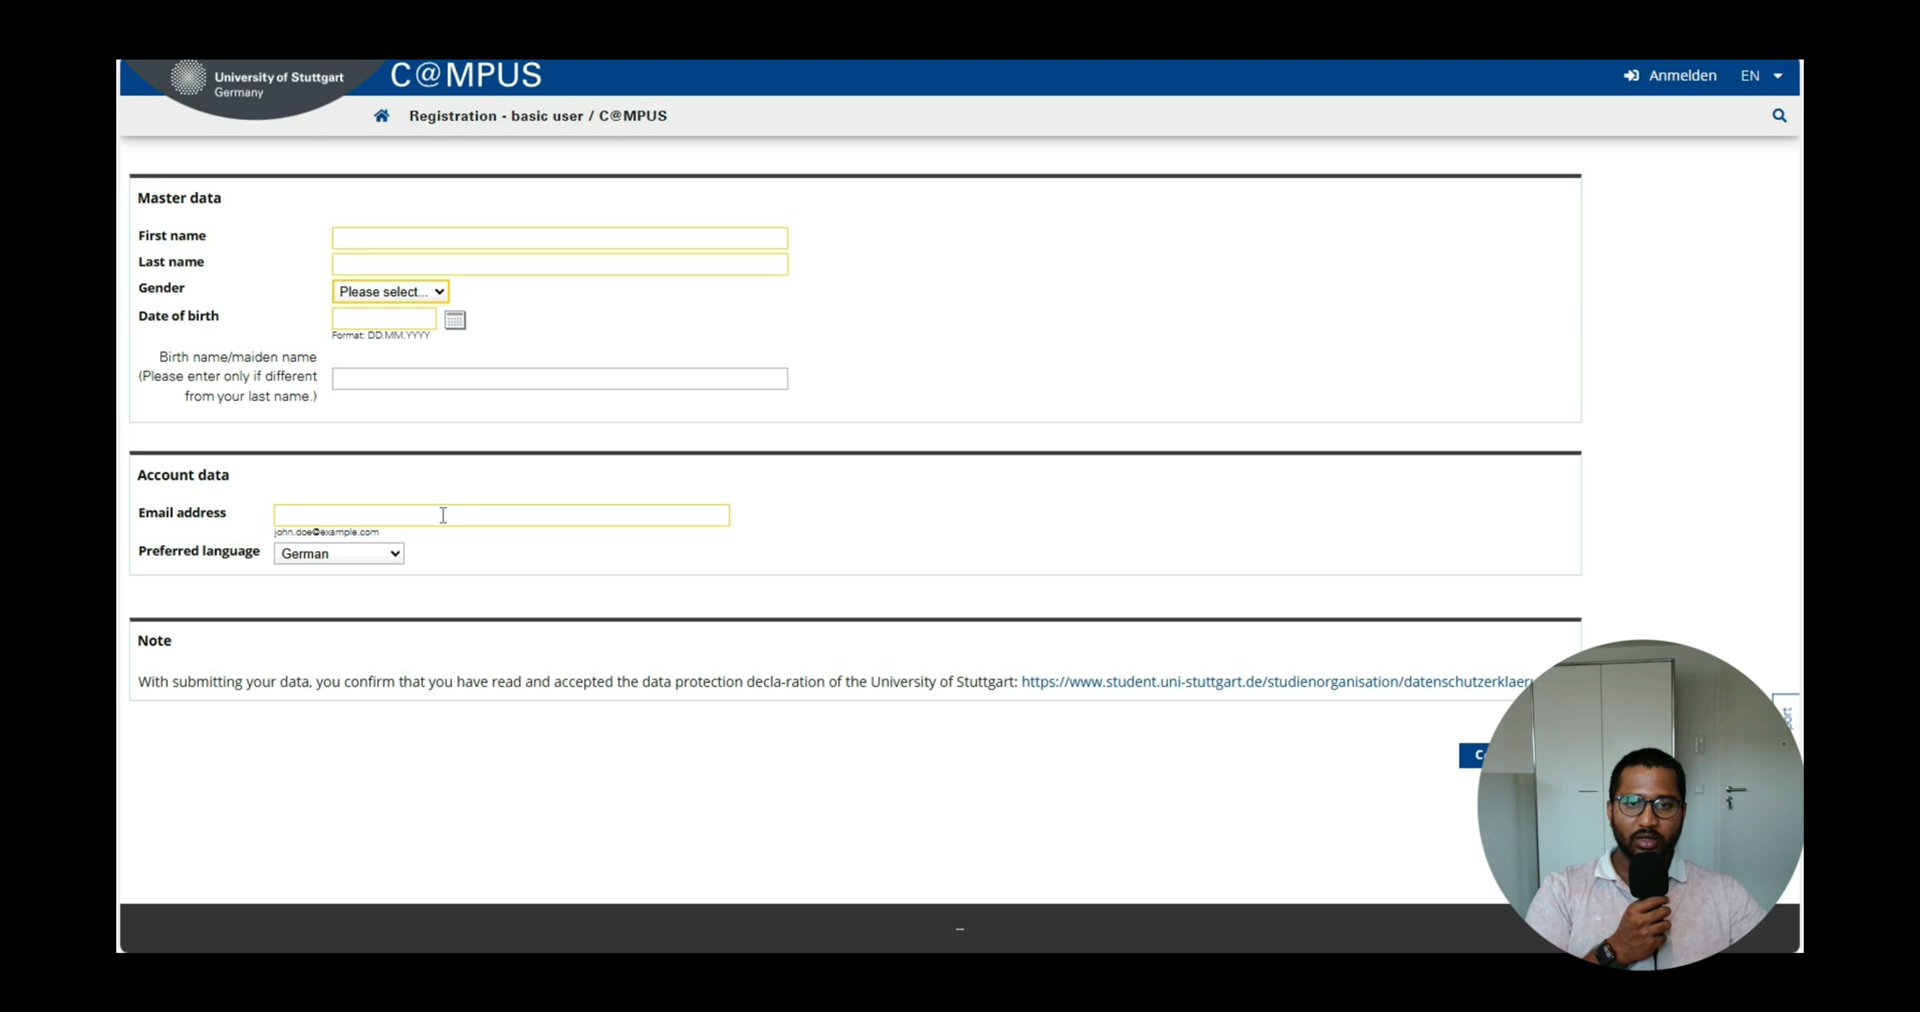 University of Stuttgart
Germany
C@MPUS
Anmelden EN
Registration - basic user / C@MPUS
Master data
First name
Last name
Gender Please select...
Date of birth
Format: DD.MM.YYYY
Birth name/maiden name
(Please enter only if different
from your last name.)
Account data
Email address
john.doe@example.com
Preferred language German
Note
With submitting your data, you confirm that you have read and accepted the data protection decla-ration of the University of Stuttgart: https://www.student.uni-stuttgart.de/studienorganisation/datenschutzerklaer